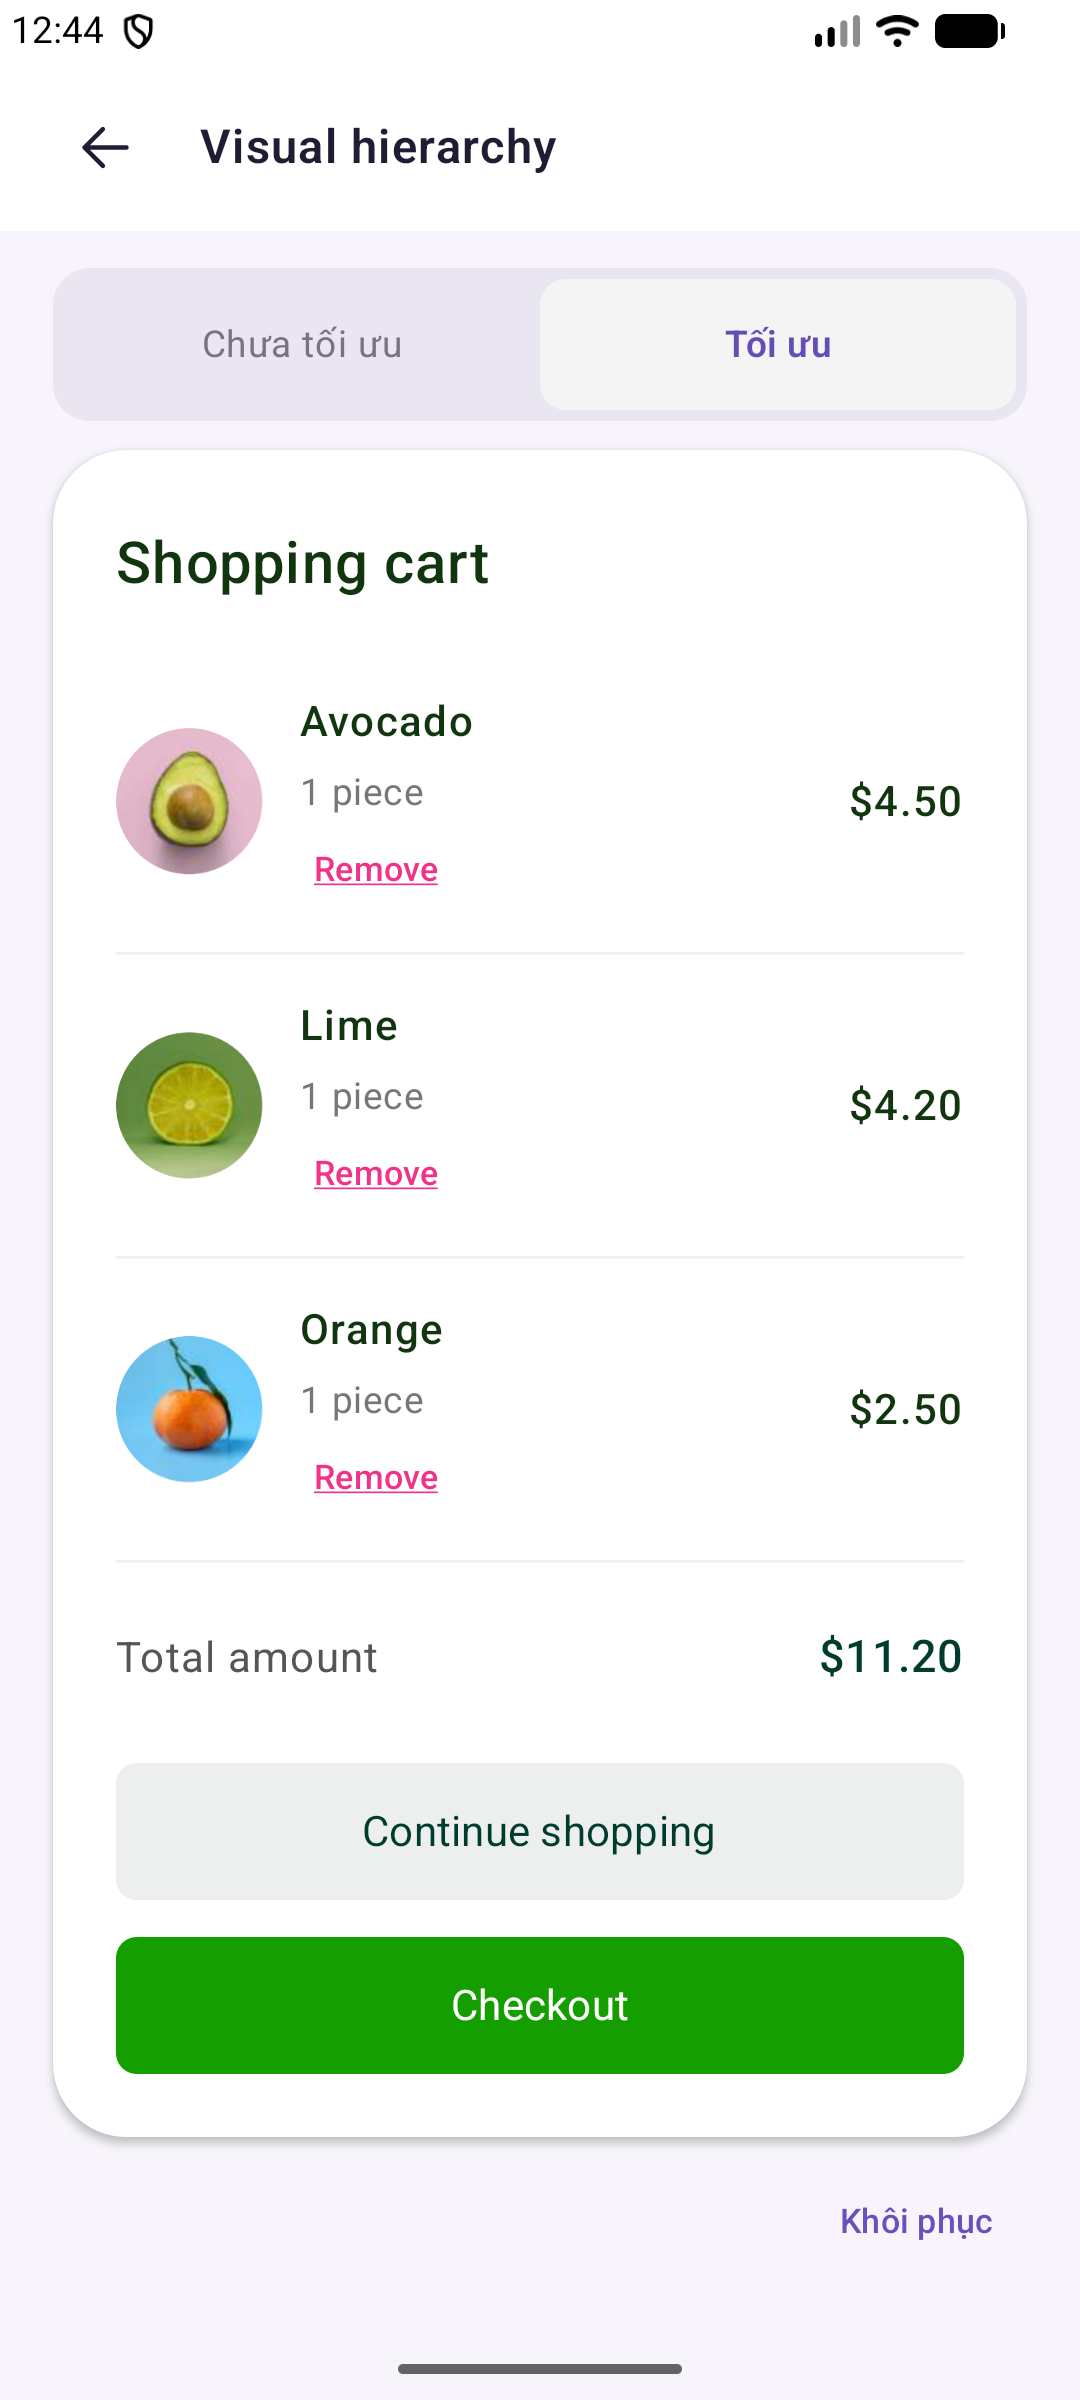 12:44
Visual hierarchy
Chưa tối ưu
Tối ưu
Shopping cart
Avocado
1 piece
$4.50
Remove
Lime
1 piece
$4.20
Remove
Orange
1 piece
$2.50
Remove
Total amount
$11.20
Continue shopping
Checkout
Khôi phục